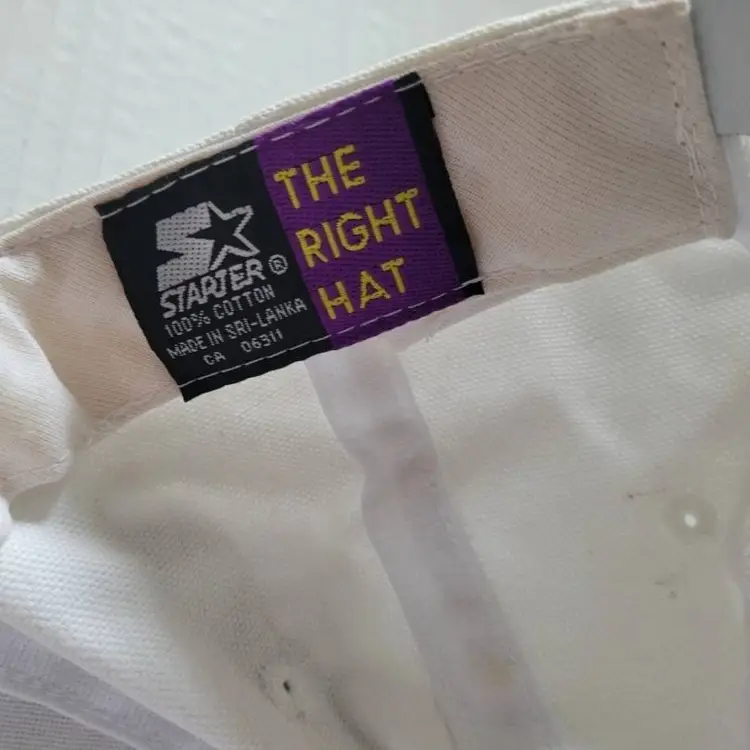 STARTER®
100% COTTON
MADE IN SRI-LANKA
CA 06311
THE
RIGHT
HAT